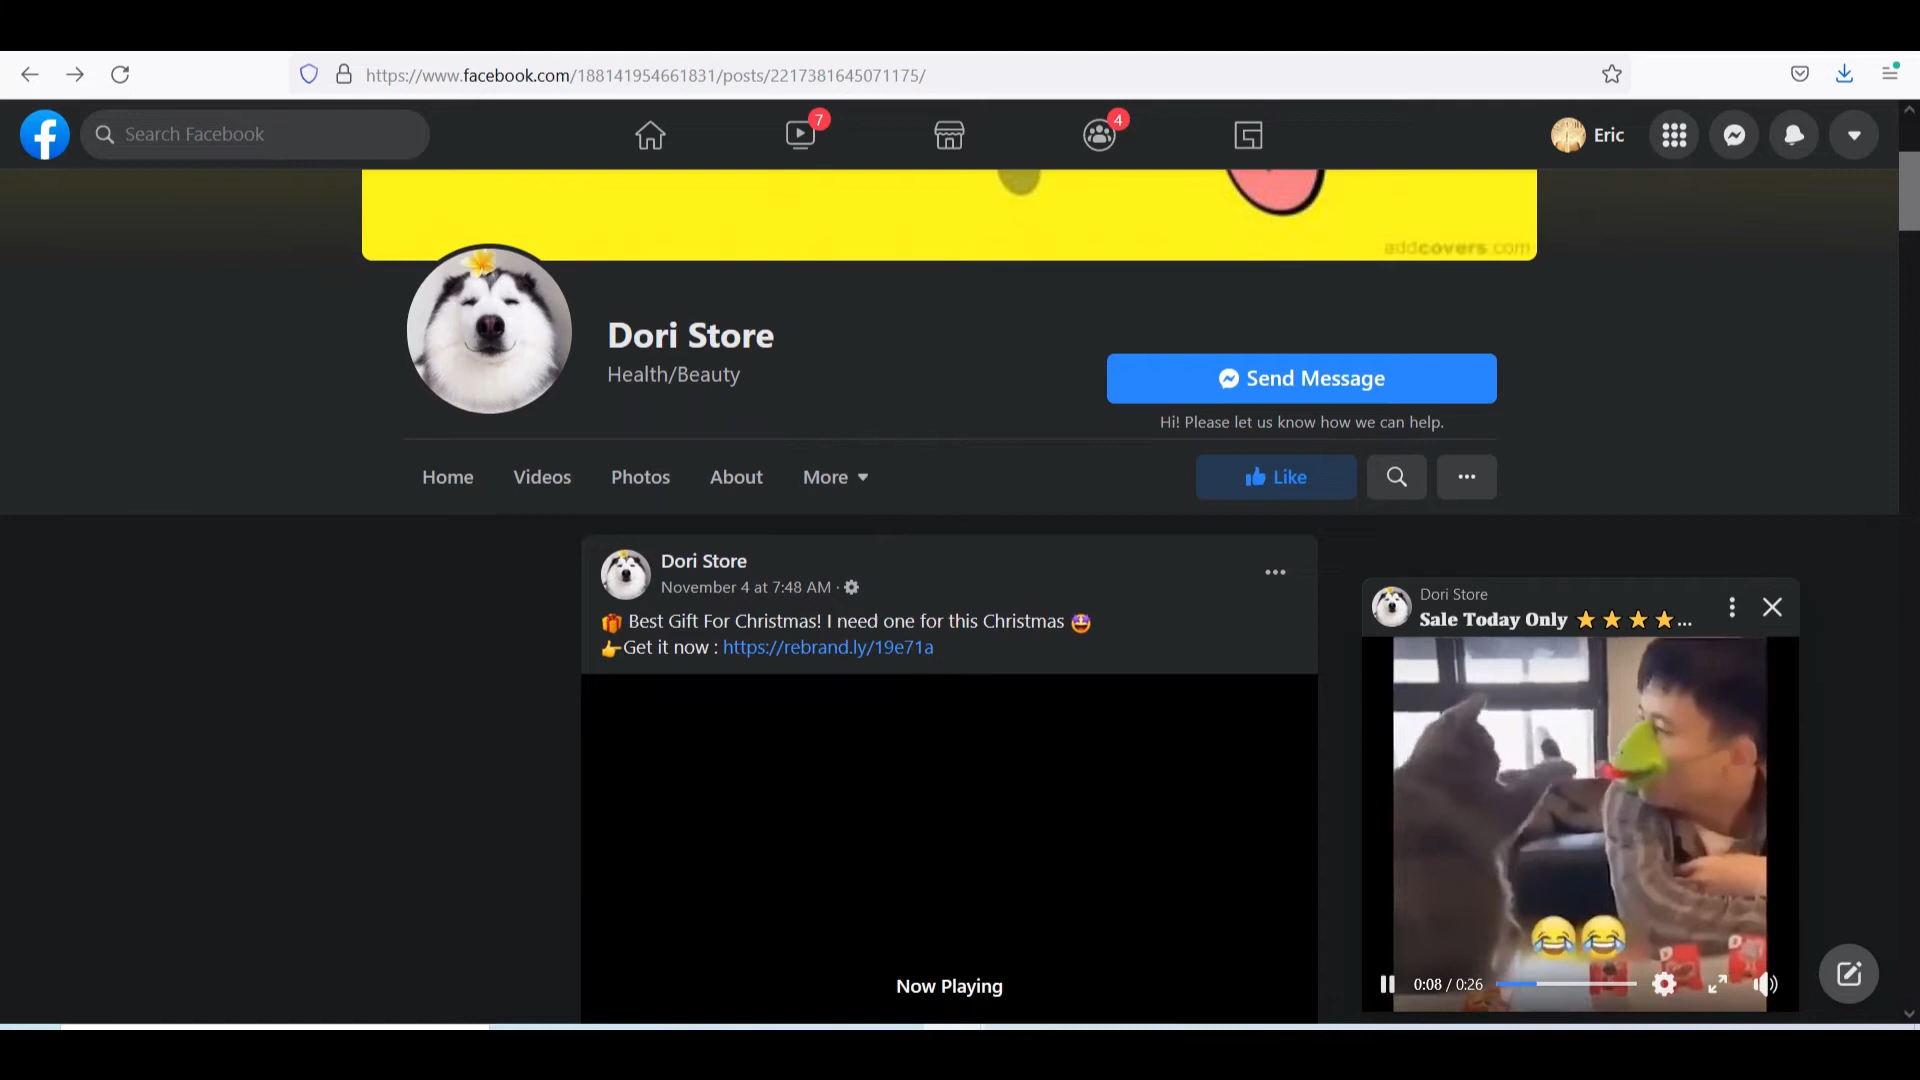 https://www.facebook.com/188141954661831/posts/2217381645071175/
Search Facebook
7
4
Eric
addcovers.com
Dori Store
Health/Beauty
Send Message
Hi! Please let us know how we can help.
Home Videos Photos About More
Like
Dori Store
November 4 at 7:48 AM ·
🎁 Best Gift For Christmas! I need one for this Christmas 🤩
👉Get it now : https://rebrand.ly/19e71a
Now Playing
Dori Store
Sale Today Only ⭐ ⭐ ⭐ ⭐...
0:08 / 0:26